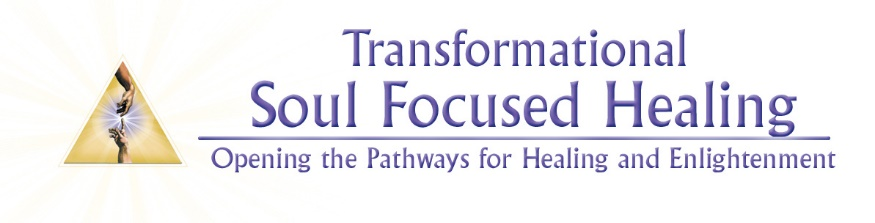 Transformational
Soul Focused Healing
Opening the Pathways for Healing and Enlightenment